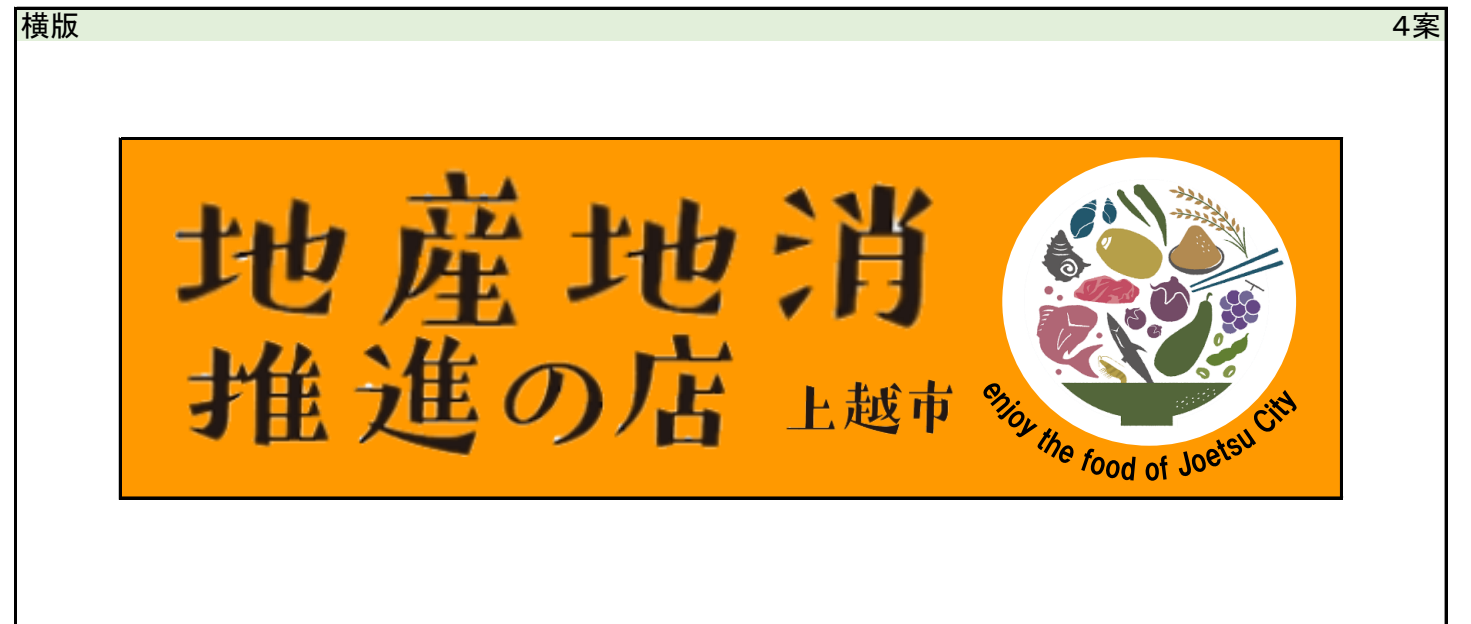 横版
4案
地産地消
推進の店
上越市
enjoy the food of Joetsu City